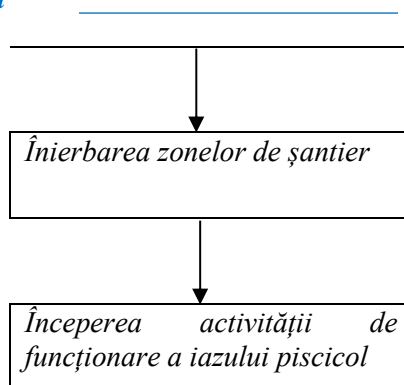 Înierbarea zonelor de șantier
Începerea activității de
funcționare a iazului piscicol